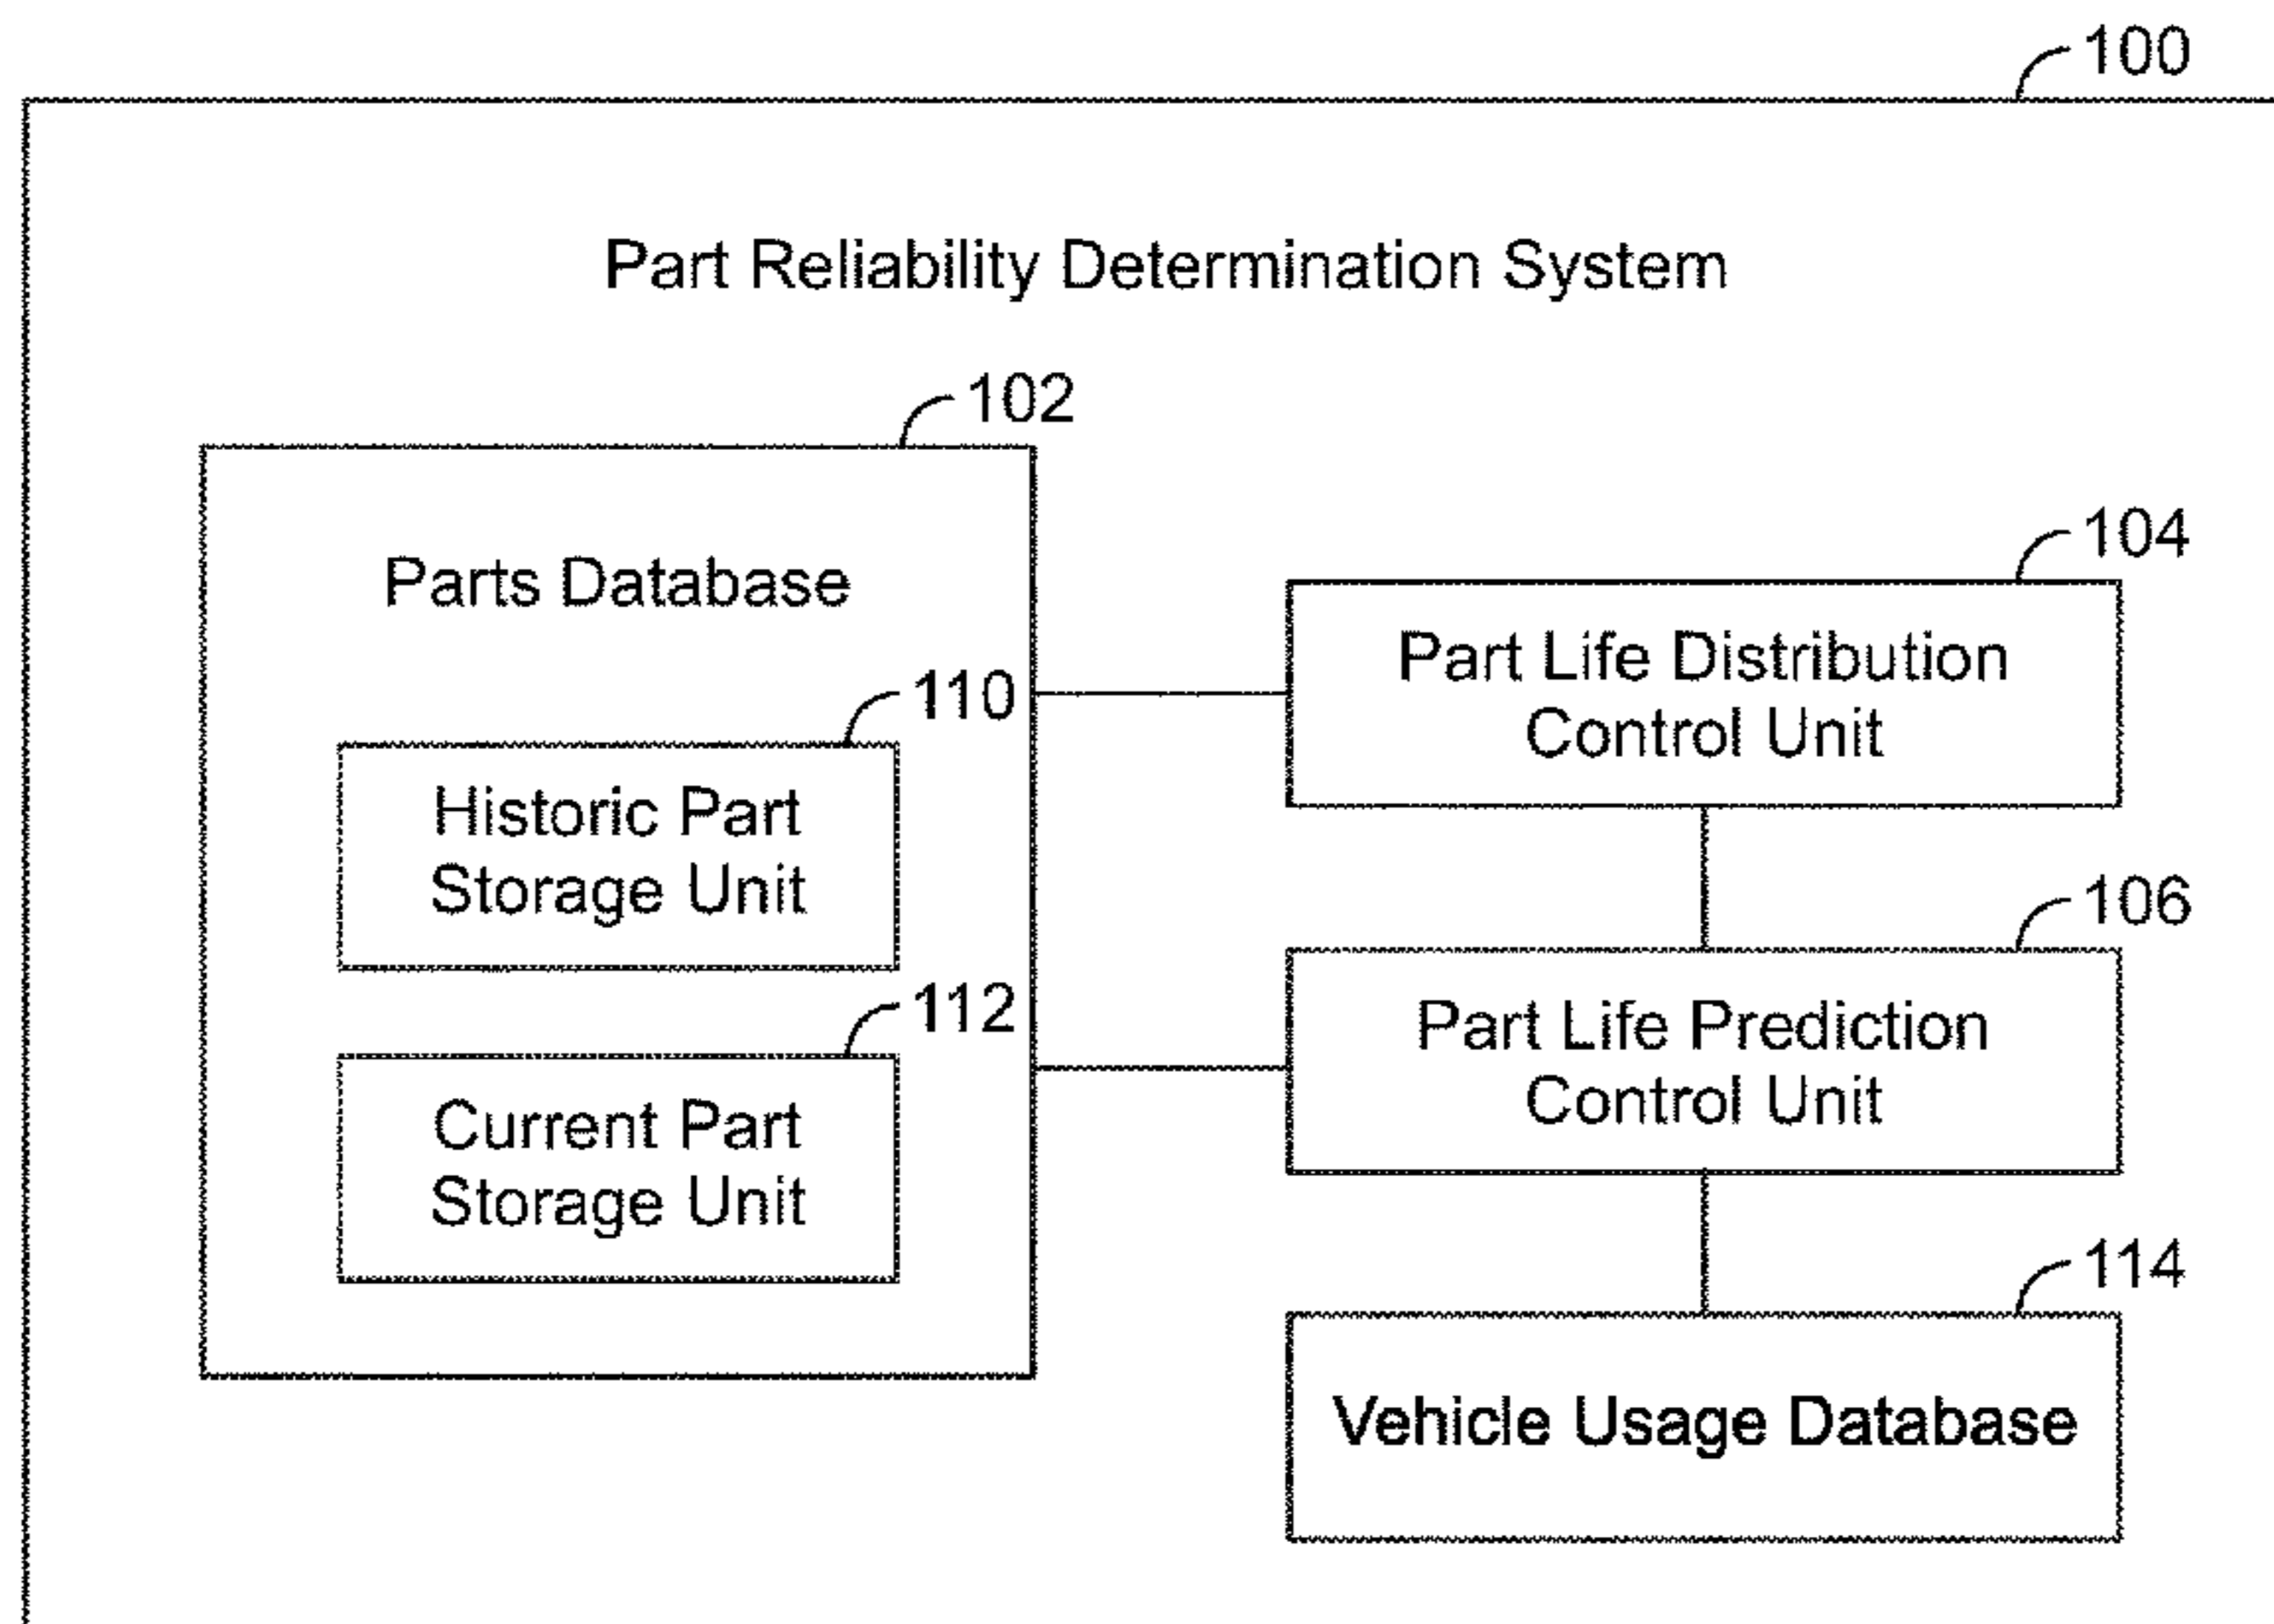 100
Part Reliability Determination System
102
Parts Database
104
Part Life Distribution
Control Unit
110
Historic Part
Storage Unit
106
Part Life Prediction
Control Unit
112
Current Part
Storage Unit
114
Vehicle Usage Database